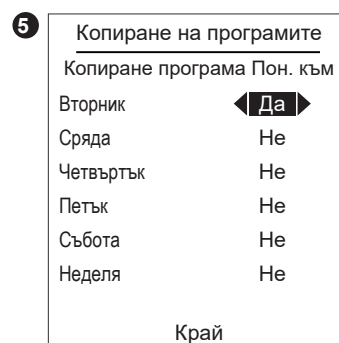 5
Копиране на програмите
Копиране програма Пон. към
Вторник Да
Сряда Не
Четвъртък Не
Петък Не
Събота Не
Неделя Не
Край